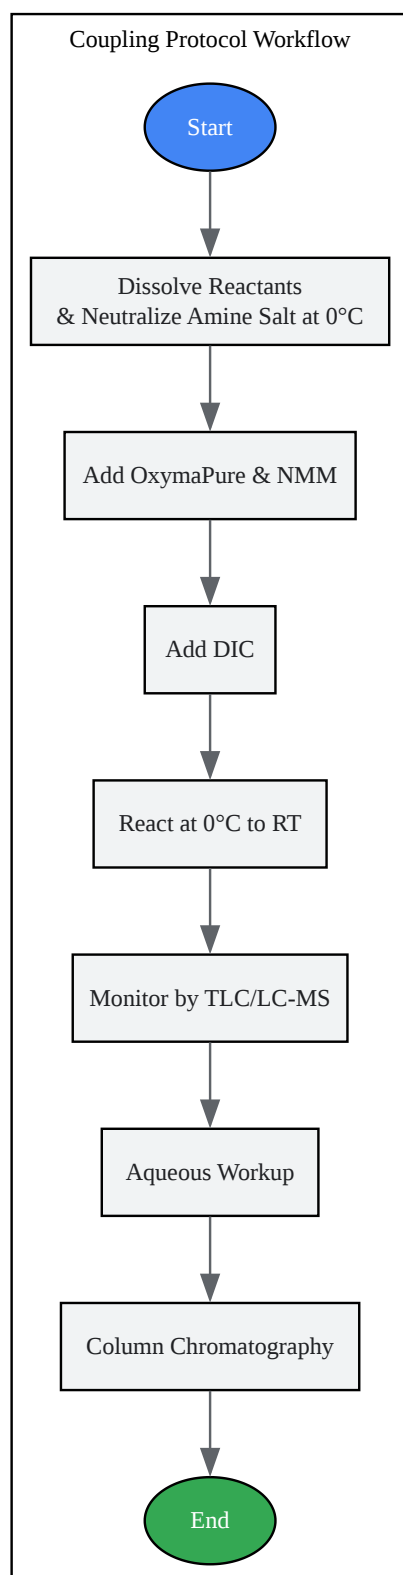 Coupling Protocol Workflow
Start
Dissolve Reactants
& Neutralize Amine Salt at 0°C
Add OxymaPure & NMM
Add DIC
React at 0°C to RT
Monitor by TLC/LC-MS
Aqueous Workup
Column Chromatography
End